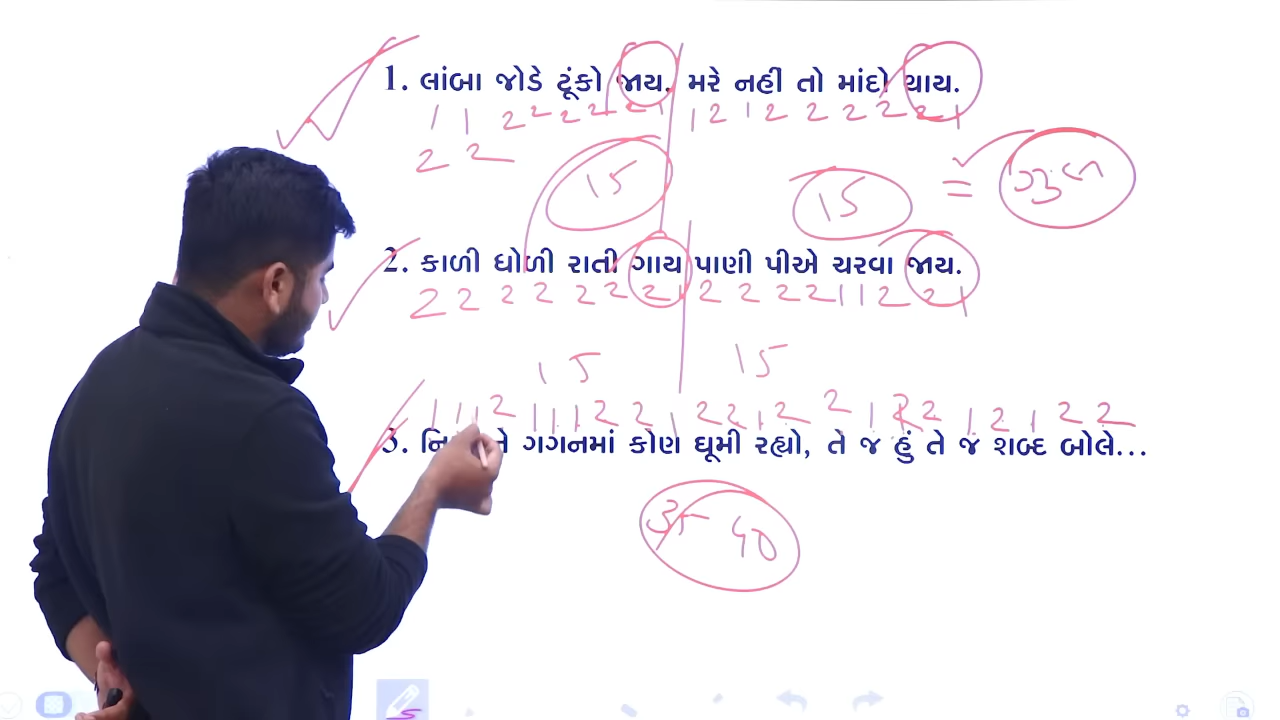 1. લાંબા જોડે ટૂંકો જાય, મરે નહીં તો માંદો થાય.
1 1 2 2 2 2 2 1 1 2 1 2 2 2 2 2 1
2 2
15 15 =
2. કાળી ધોળી રાતી ગાય પાણી પીએ ચરવા જાય.
2 2 2 2 2 2 2 1 2 2 2 2 1 1 2 2 1
15 15
1 1 1 2 1 1 1 2 2 1 2 2 1 2 2 1 2 2 1 2 1 2 2
3. ગગનમાં કોણ ઘૂમી રહ્યો, તે જ હું તે જ શબ્દ બોલે...